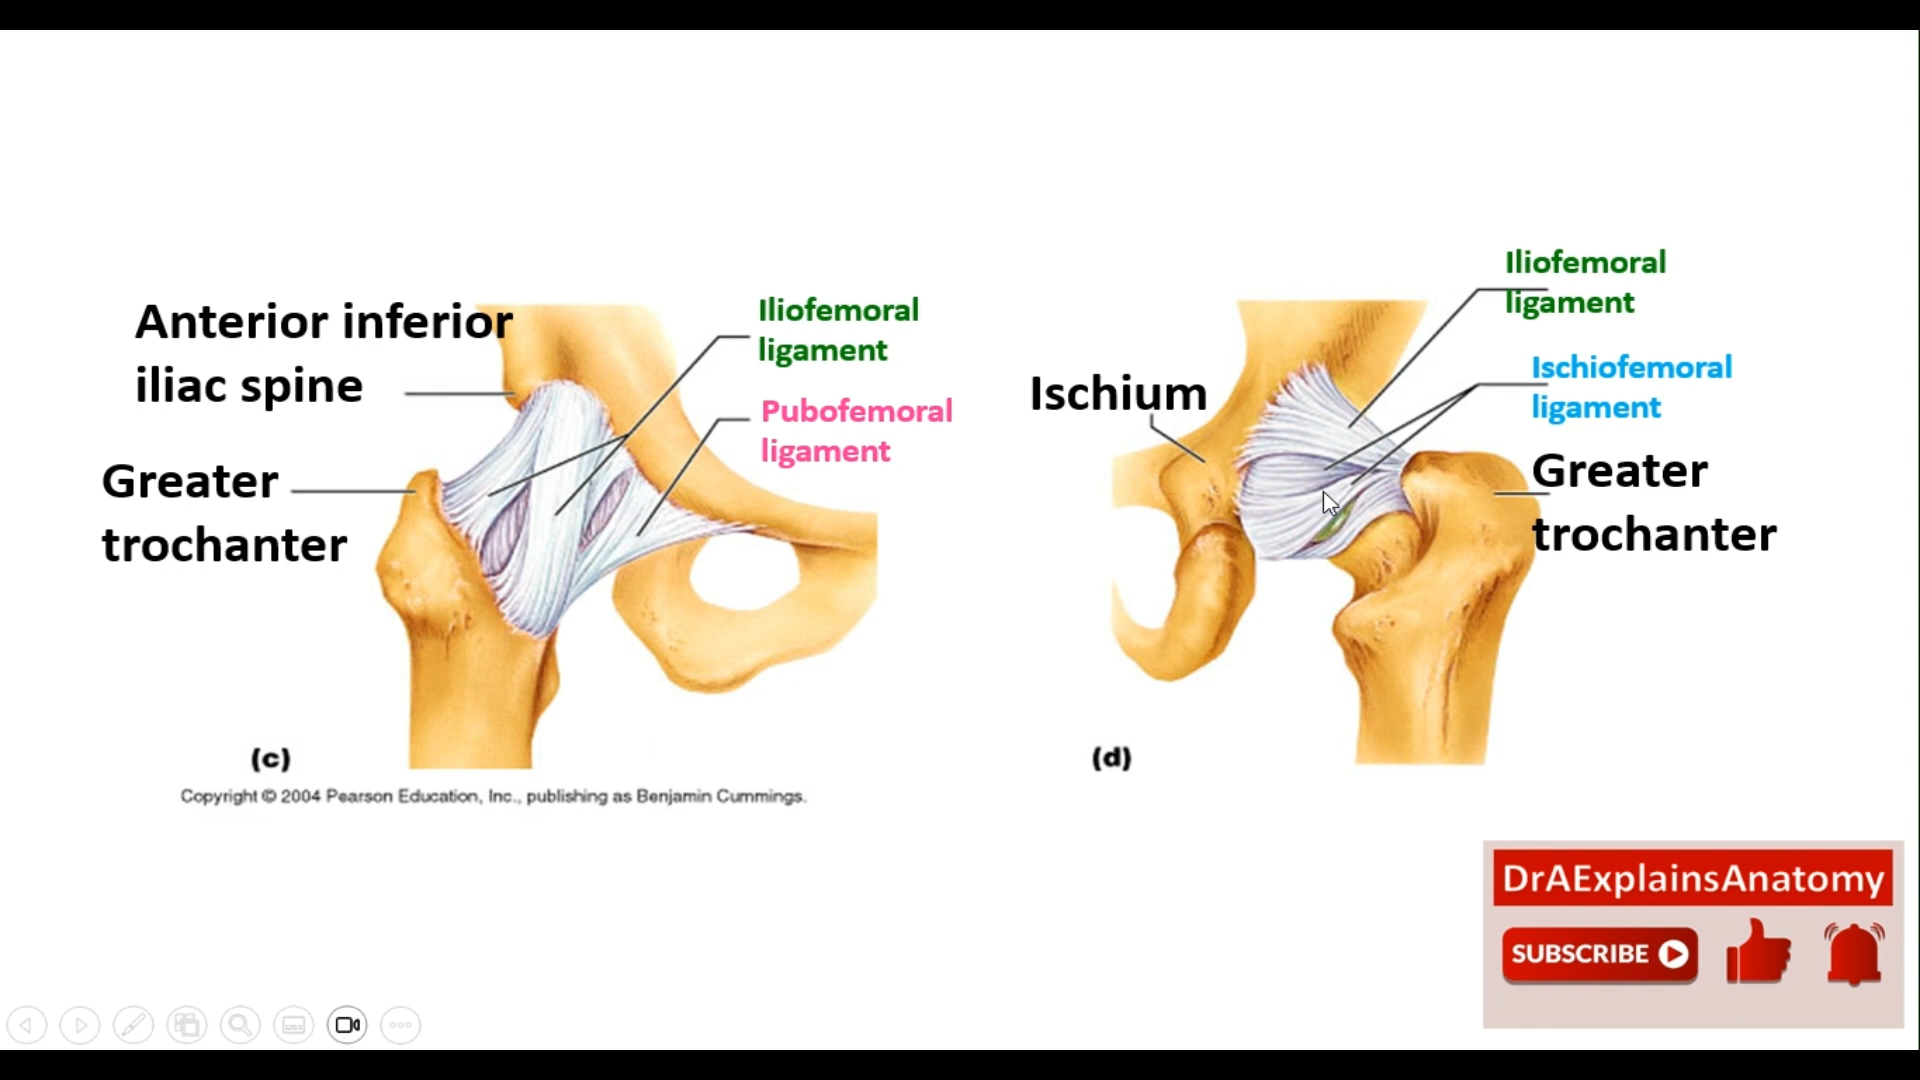 Anterior inferior
iliac spine
Greater
trochanter
Iliofemoral
ligament
Pubofemoral
ligament
(c)
Copyright © 2004 Pearson Education, Inc., publishing as Benjamin Cummings.
Iliofemoral
ligament
Ischiofemoral
ligament
Ischium
Greater
trochanter
(d)
DrAExplainsAnatomy
SUBSCRIBE